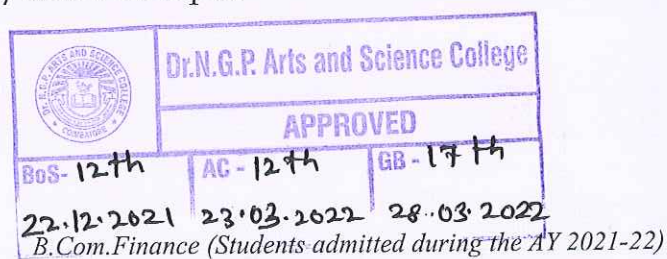 Dr.N.G.P. Arts and Science College
APPROVED
BoS- 12th AC - 12th GB - 17th
22.12.2021 23.03.2022 28.03.2022
B.Com.Finance (Students admitted during the AY 2021-22)
COIMBATORE